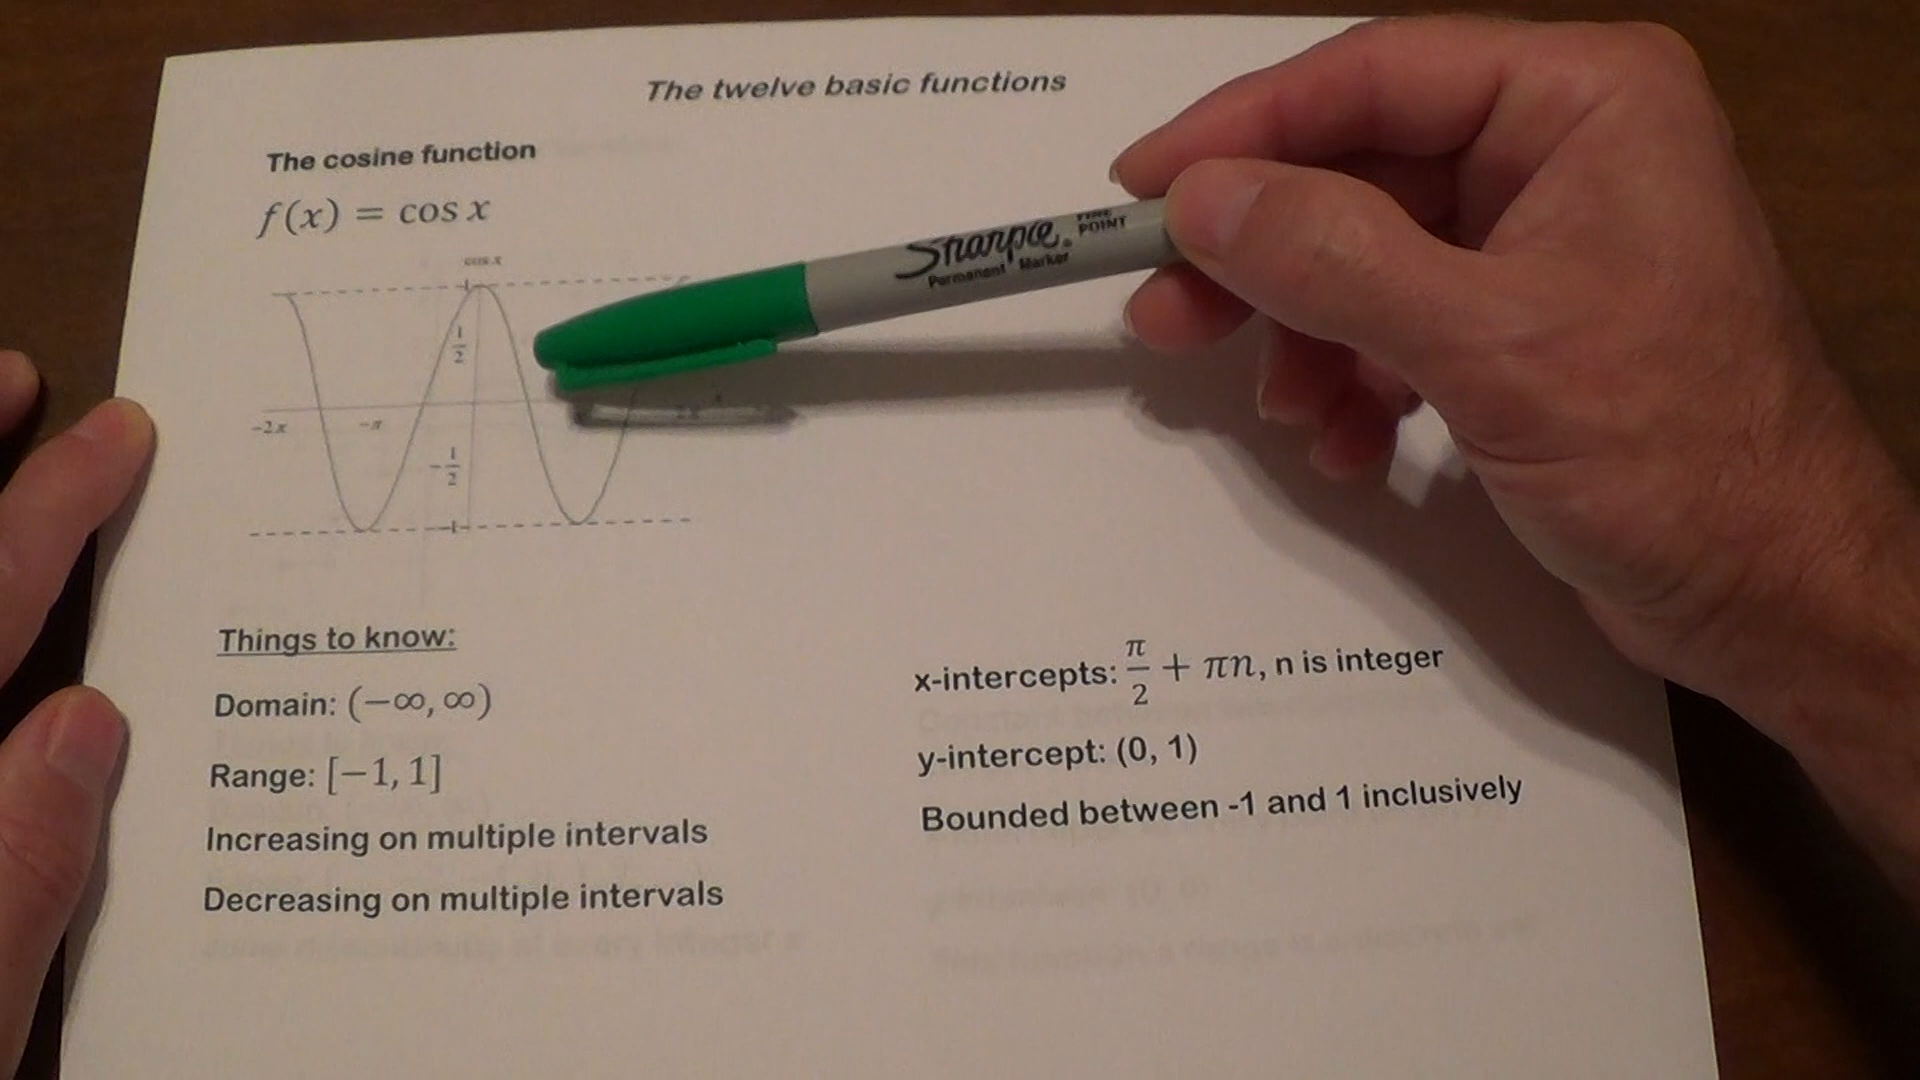 The twelve basic functions
The cosine function
f(x) = cos x
cos x
1
1/2
-2π
-π
-1/2
-1
Sharpie. FINE POINT
Permanent Marker
Things to know:
Domain: (−∞, ∞)
Range: [−1, 1]
Increasing on multiple intervals
Decreasing on multiple intervals
x-intercepts: π/2 + πn, n is integer
y-intercept: (0, 1)
Bounded between -1 and 1 inclusively